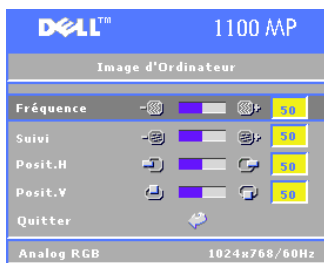 DELL™ 1100 MP
Image d'Ordinateur
Fréquence 50
Suivi 50
Posit.H 50
Posit.V 50
Quitter
Analog RGB 1024x768/60Hz